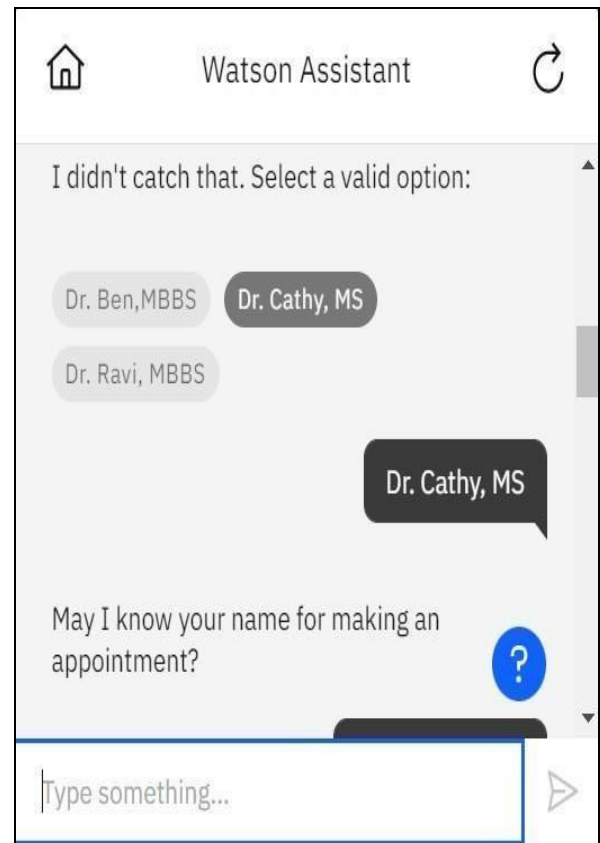 Watson Assistant
I didn't catch that. Select a valid option:
Dr. Ben,MBBS
Dr. Cathy, MS
Dr. Ravi, MBBS
Dr. Cathy, MS
May I know your name for making an
appointment?
?
Type something...